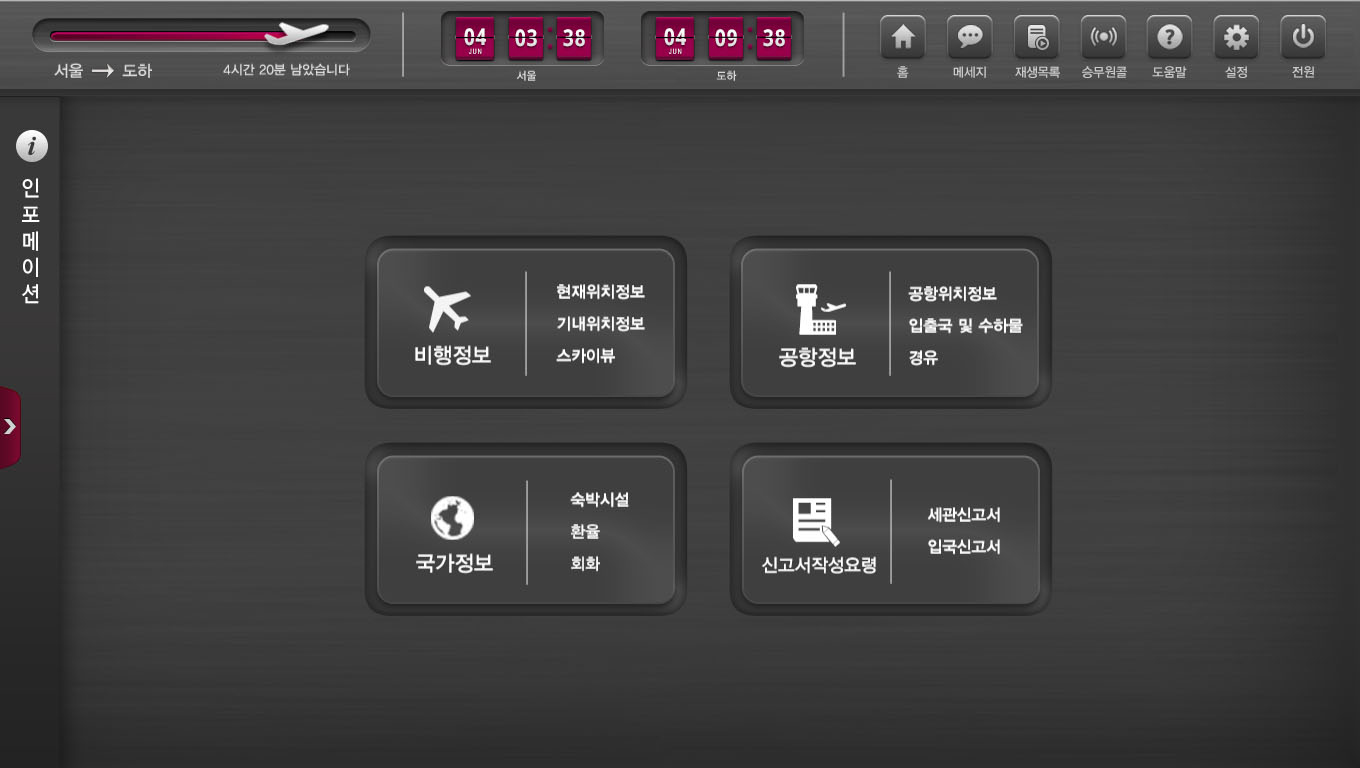 서울 → 도하
4시간 20분 남았습니다
04 JUN 03 : 38
서울
04 JUN 09 : 38
도하
홈
메세지
재생목록
승무원콜
도움말
설정
전원
i
인포메이션
비행정보
현재위치정보
기내위치정보
스카이뷰
공항정보
공항위치정보
입출국 및 수하물
경유
국가정보
숙박시설
환율
회화
신고서작성요령
세관신고서
입국신고서